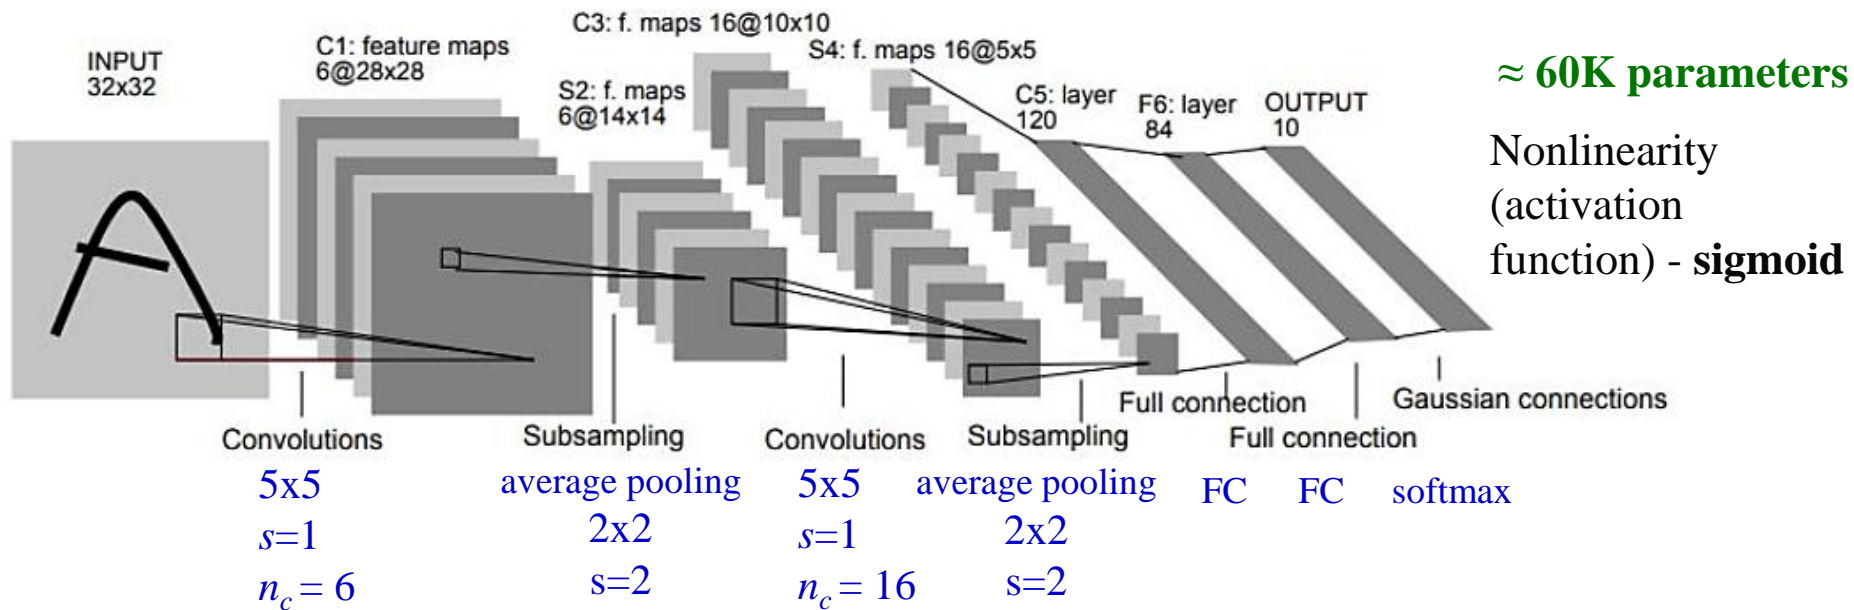 INPUT
32x32
C1: feature maps
6@28x28
S2: f. maps
6@14x14
C3: f. maps 16@10x10
S4: f. maps 16@5x5
C5: layer
120
F6: layer
84
OUTPUT
10
≈ 60K parameters
Nonlinearity
(activation
function) - sigmoid
Convolutions
Subsampling
Convolutions
Subsampling
Full connection
Full connection
Gaussian connections
5x5
s=1
n_c = 6
average pooling
2x2
s=2
5x5
s=1
n_c = 16
average pooling
2x2
s=2
FC
FC
softmax